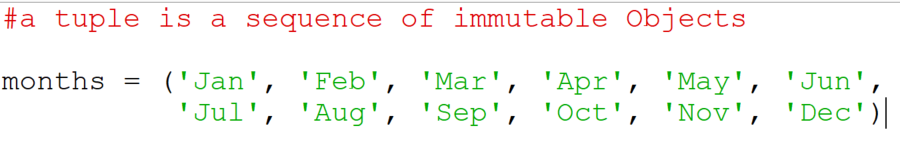 #a tuple is a sequence of immutable Objects
months = ('Jan', 'Feb', 'Mar', 'Apr', 'May', 'Jun',
'Jul', 'Aug', 'Sep', 'Oct', 'Nov', 'Dec')